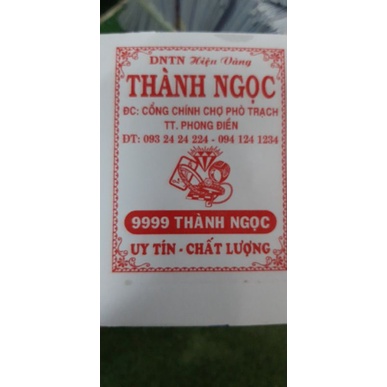 DNTN Hiệu Vàng
THÀNH NGỌC
ĐC: CỔNG CHÍNH CHỢ PHÒ TRẠCH
TT. PHONG ĐIỀN
ĐT: 093 24 24 224 - 094 124 1234
9999 THÀNH NGỌC
UY TÍN - CHẤT LƯỢNG